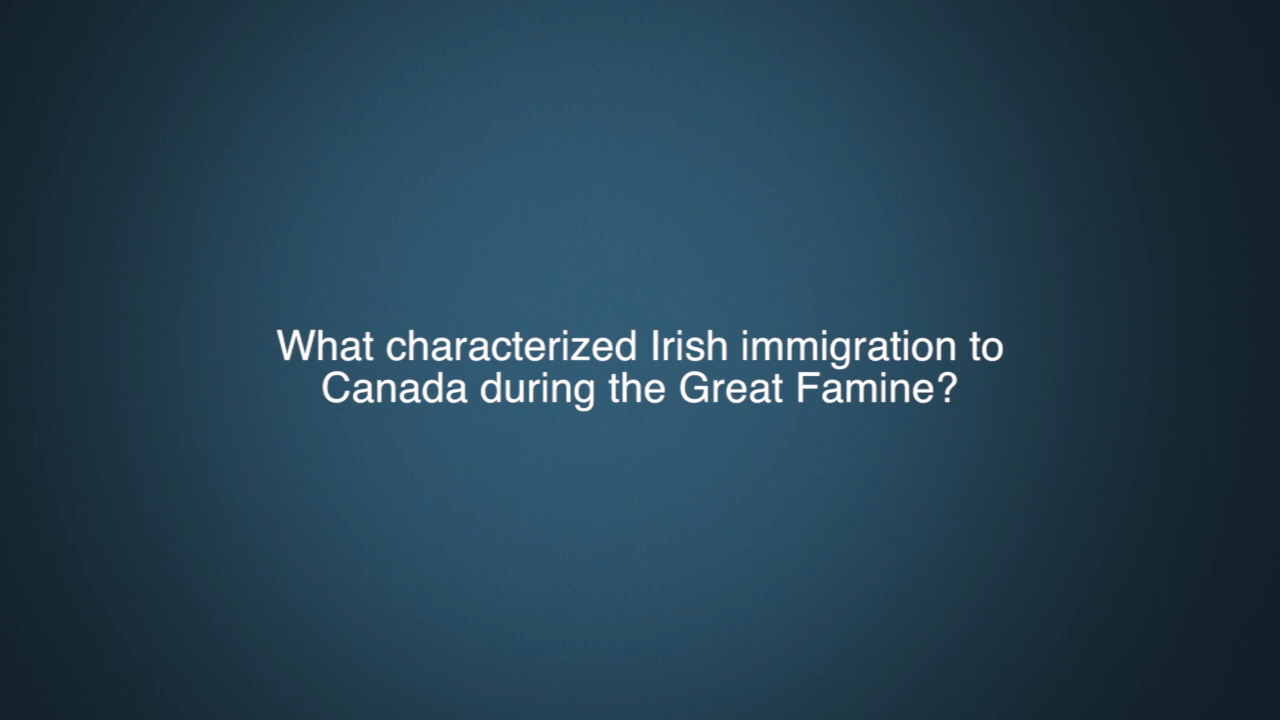 What characterized Irish immigration to
Canada during the Great Famine?